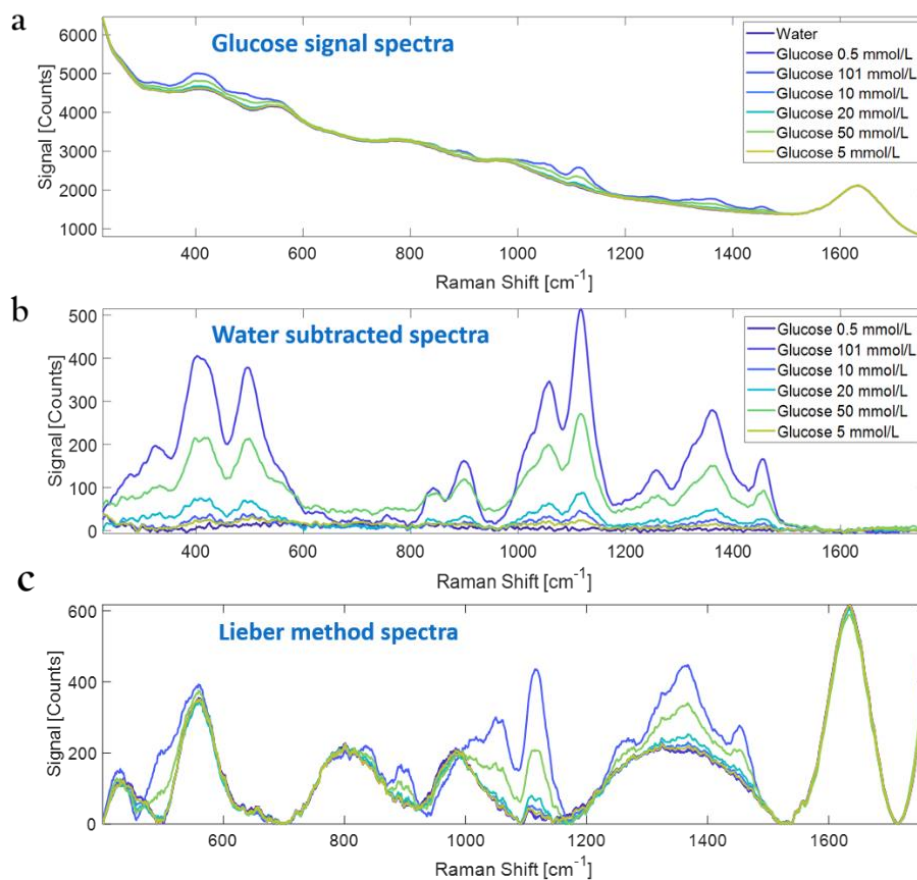 a
Glucose signal spectra
Water
Glucose 0.5 mmol/L
Glucose 101 mmol/L
Glucose 10 mmol/L
Glucose 20 mmol/L
Glucose 50 mmol/L
Glucose 5 mmol/L
Signal [Counts]
6000
5000
4000
3000
2000
1000
400 600 800 1000 1200 1400 1600
Raman Shift [cm⁻¹]
b
Water subtracted spectra
Glucose 0.5 mmol/L
Glucose 101 mmol/L
Glucose 10 mmol/L
Glucose 20 mmol/L
Glucose 50 mmol/L
Glucose 5 mmol/L
Signal [Counts]
500
400
300
200
100
0
400 600 800 1000 1200 1400 1600
Raman Shift [cm⁻¹]
c
Lieber method spectra
Signal [Counts]
600
400
200
0
600 800 1000 1200 1400 1600
Raman Shift [cm⁻¹]